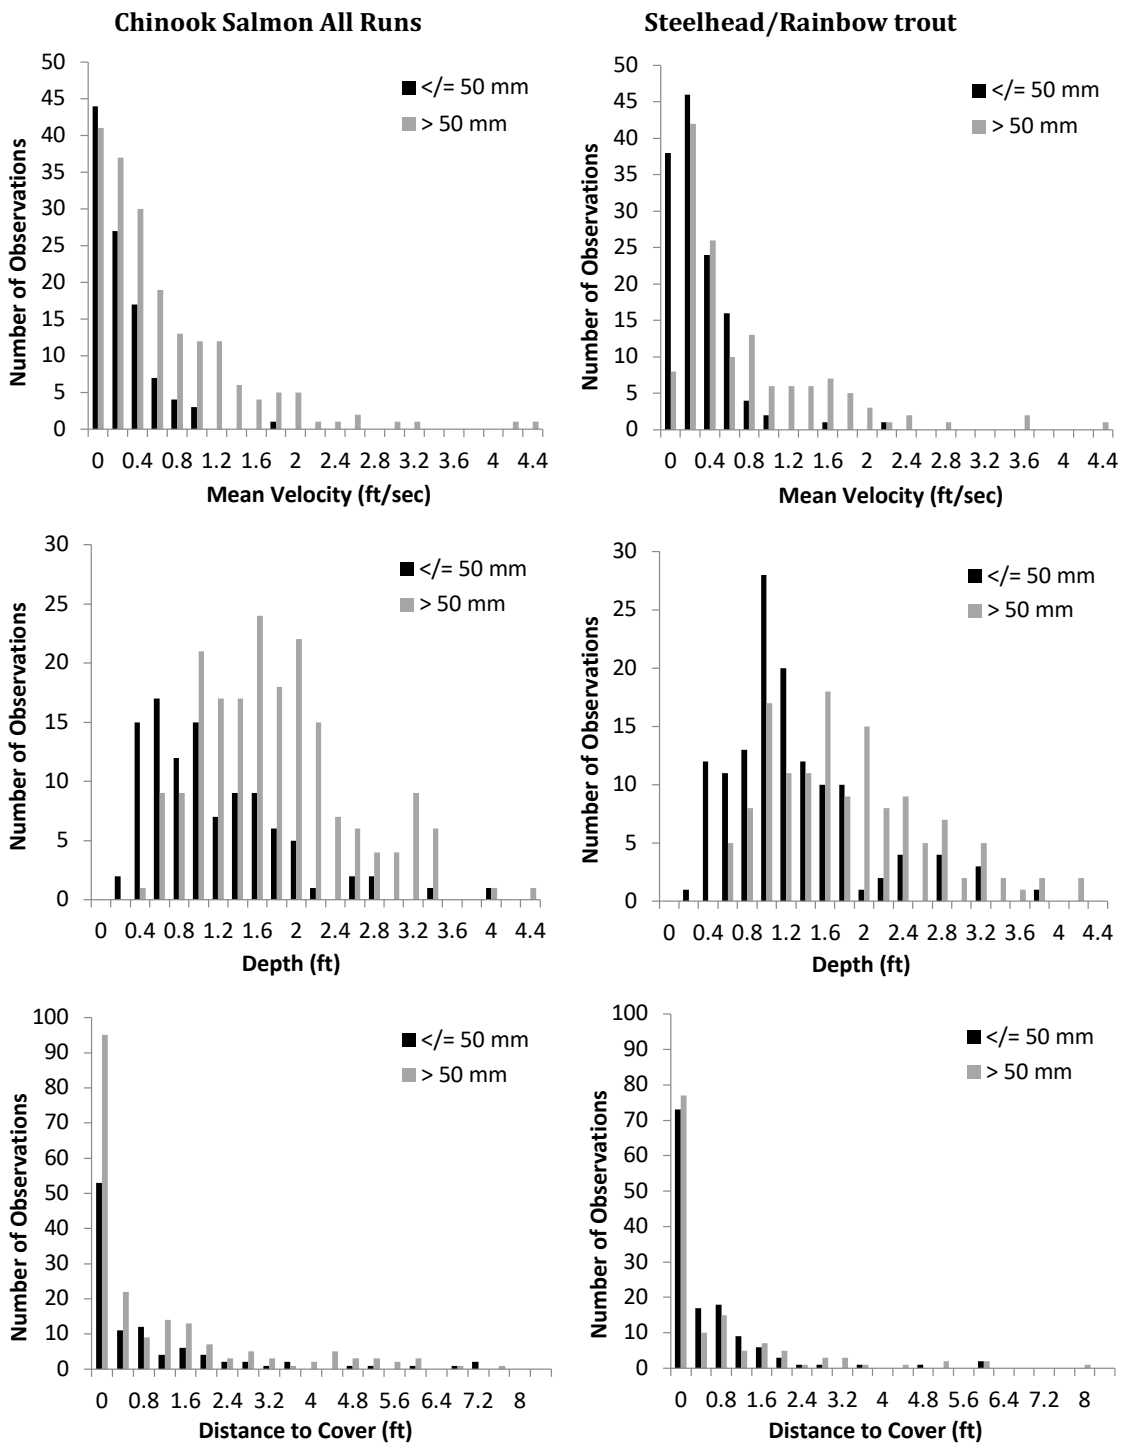 Chinook Salmon All Runs
50
45
40
35
30
25
20
15
10
5
0
Number of Observations
</= 50 mm
> 50 mm
0 0.4 0.8 1.2 1.6 2 2.4 2.8 3.2 3.6 4 4.4
Mean Velocity (ft/sec)
Steelhead/Rainbow trout
50
45
40
35
30
25
20
15
10
5
0
Number of Observations
</= 50 mm
> 50 mm
0 0.4 0.8 1.2 1.6 2 2.4 2.8 3.2 3.6 4 4.4
Mean Velocity (ft/sec)
30
25
20
15
10
5
0
Number of Observations
</= 50 mm
> 50 mm
0 0.4 0.8 1.2 1.6 2 2.4 2.8 3.2 3.6 4 4.4
Depth (ft)
30
25
20
15
10
5
0
Number of Observations
</= 50 mm
> 50 mm
0 0.4 0.8 1.2 1.6 2 2.4 2.8 3.2 3.6 4 4.4
Depth (ft)
100
90
80
70
60
50
40
30
20
10
0
Number of Observations
</= 50 mm
> 50 mm
0 0.8 1.6 2.4 3.2 4 4.8 5.6 6.4 7.2 8
Distance to Cover (ft)
100
90
80
70
60
50
40
30
20
10
0
Number of Observations
</= 50 mm
> 50 mm
0 0.8 1.6 2.4 3.2 4 4.8 5.6 6.4 7.2 8
Distance to Cover (ft)